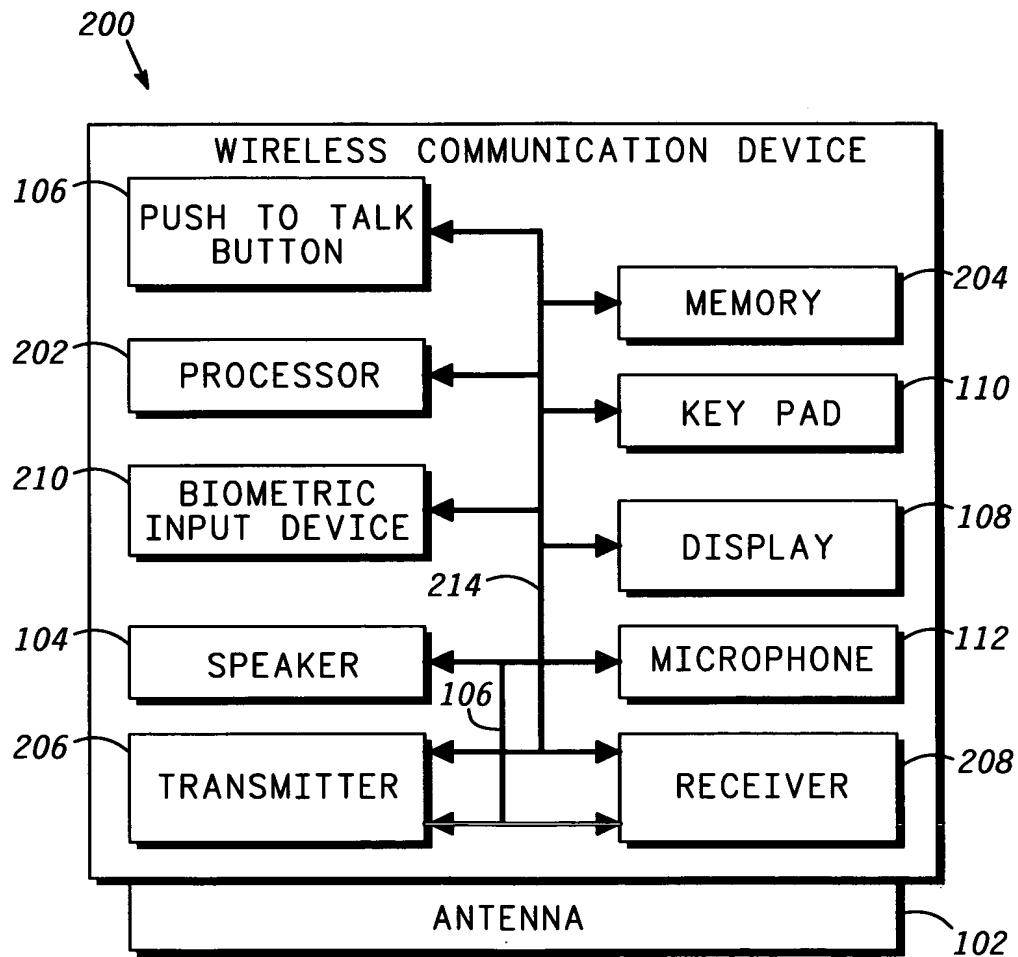 200
WIRELESS COMMUNICATION DEVICE
106
PUSH TO TALK
BUTTON
MEMORY
204
202
PROCESSOR
KEY PAD
110
210
BIOMETRIC
INPUT DEVICE
DISPLAY
108
214
104
SPEAKER
MICROPHONE
112
106
206
TRANSMITTER
RECEIVER
208
ANTENNA
102